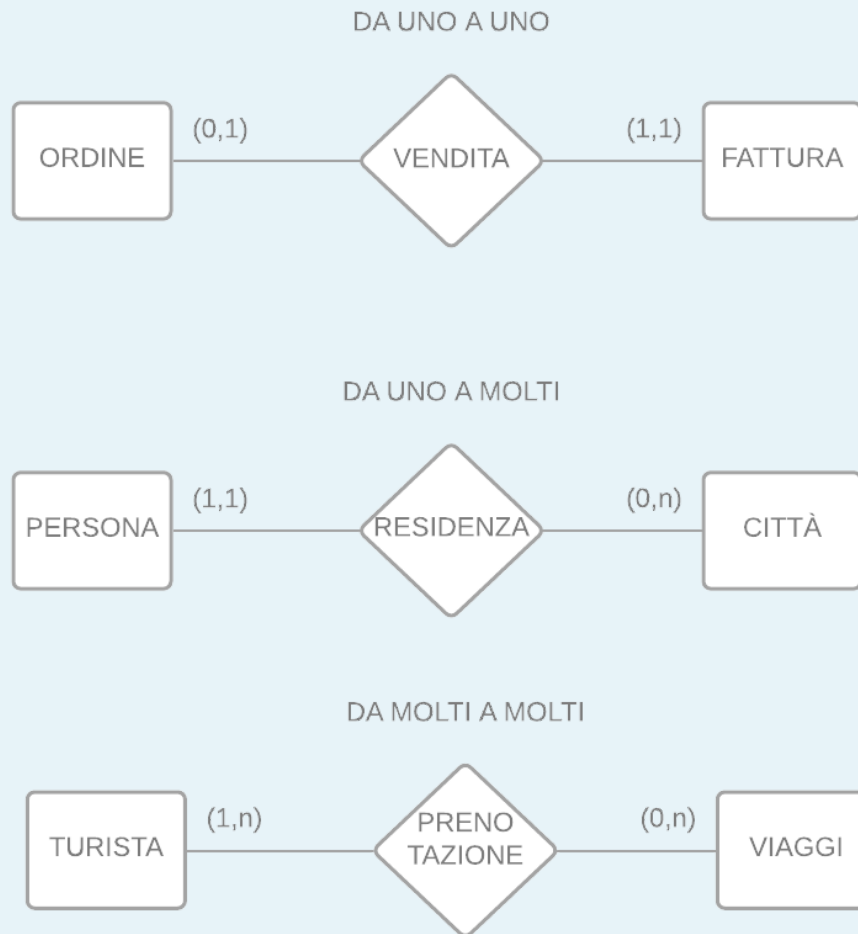 DA UNO A UNO
ORDINE (0,1) VENDITA (1,1) FATTURA
DA UNO A MOLTI
PERSONA (1,1) RESIDENZA (0,n) CITTÀ
DA MOLTI A MOLTI
TURISTA (1,n) PRENO
TAZIONE (0,n) VIAGGI